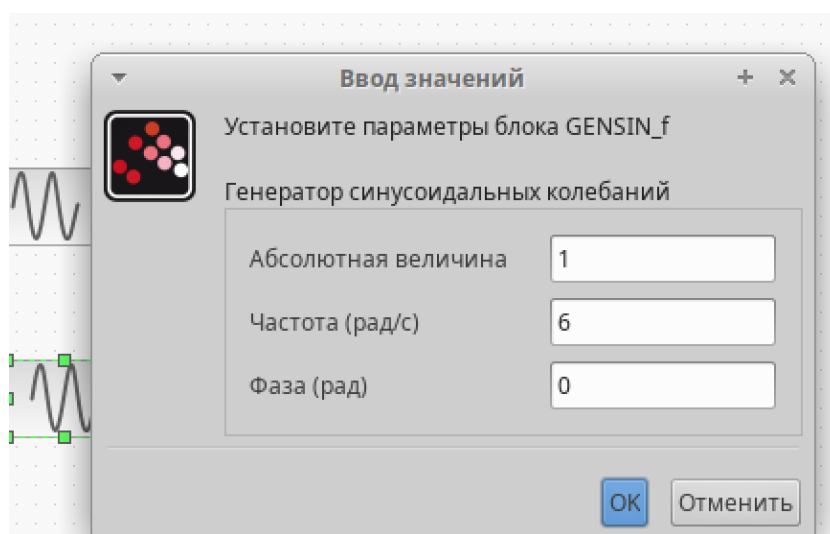 Ввод значений
Установите параметры блока GENSIN_f
Генератор синусоидальных колебаний
Абсолютная величина 1
Частота (рад/с) 6
Фаза (рад) 0
OK Отменить